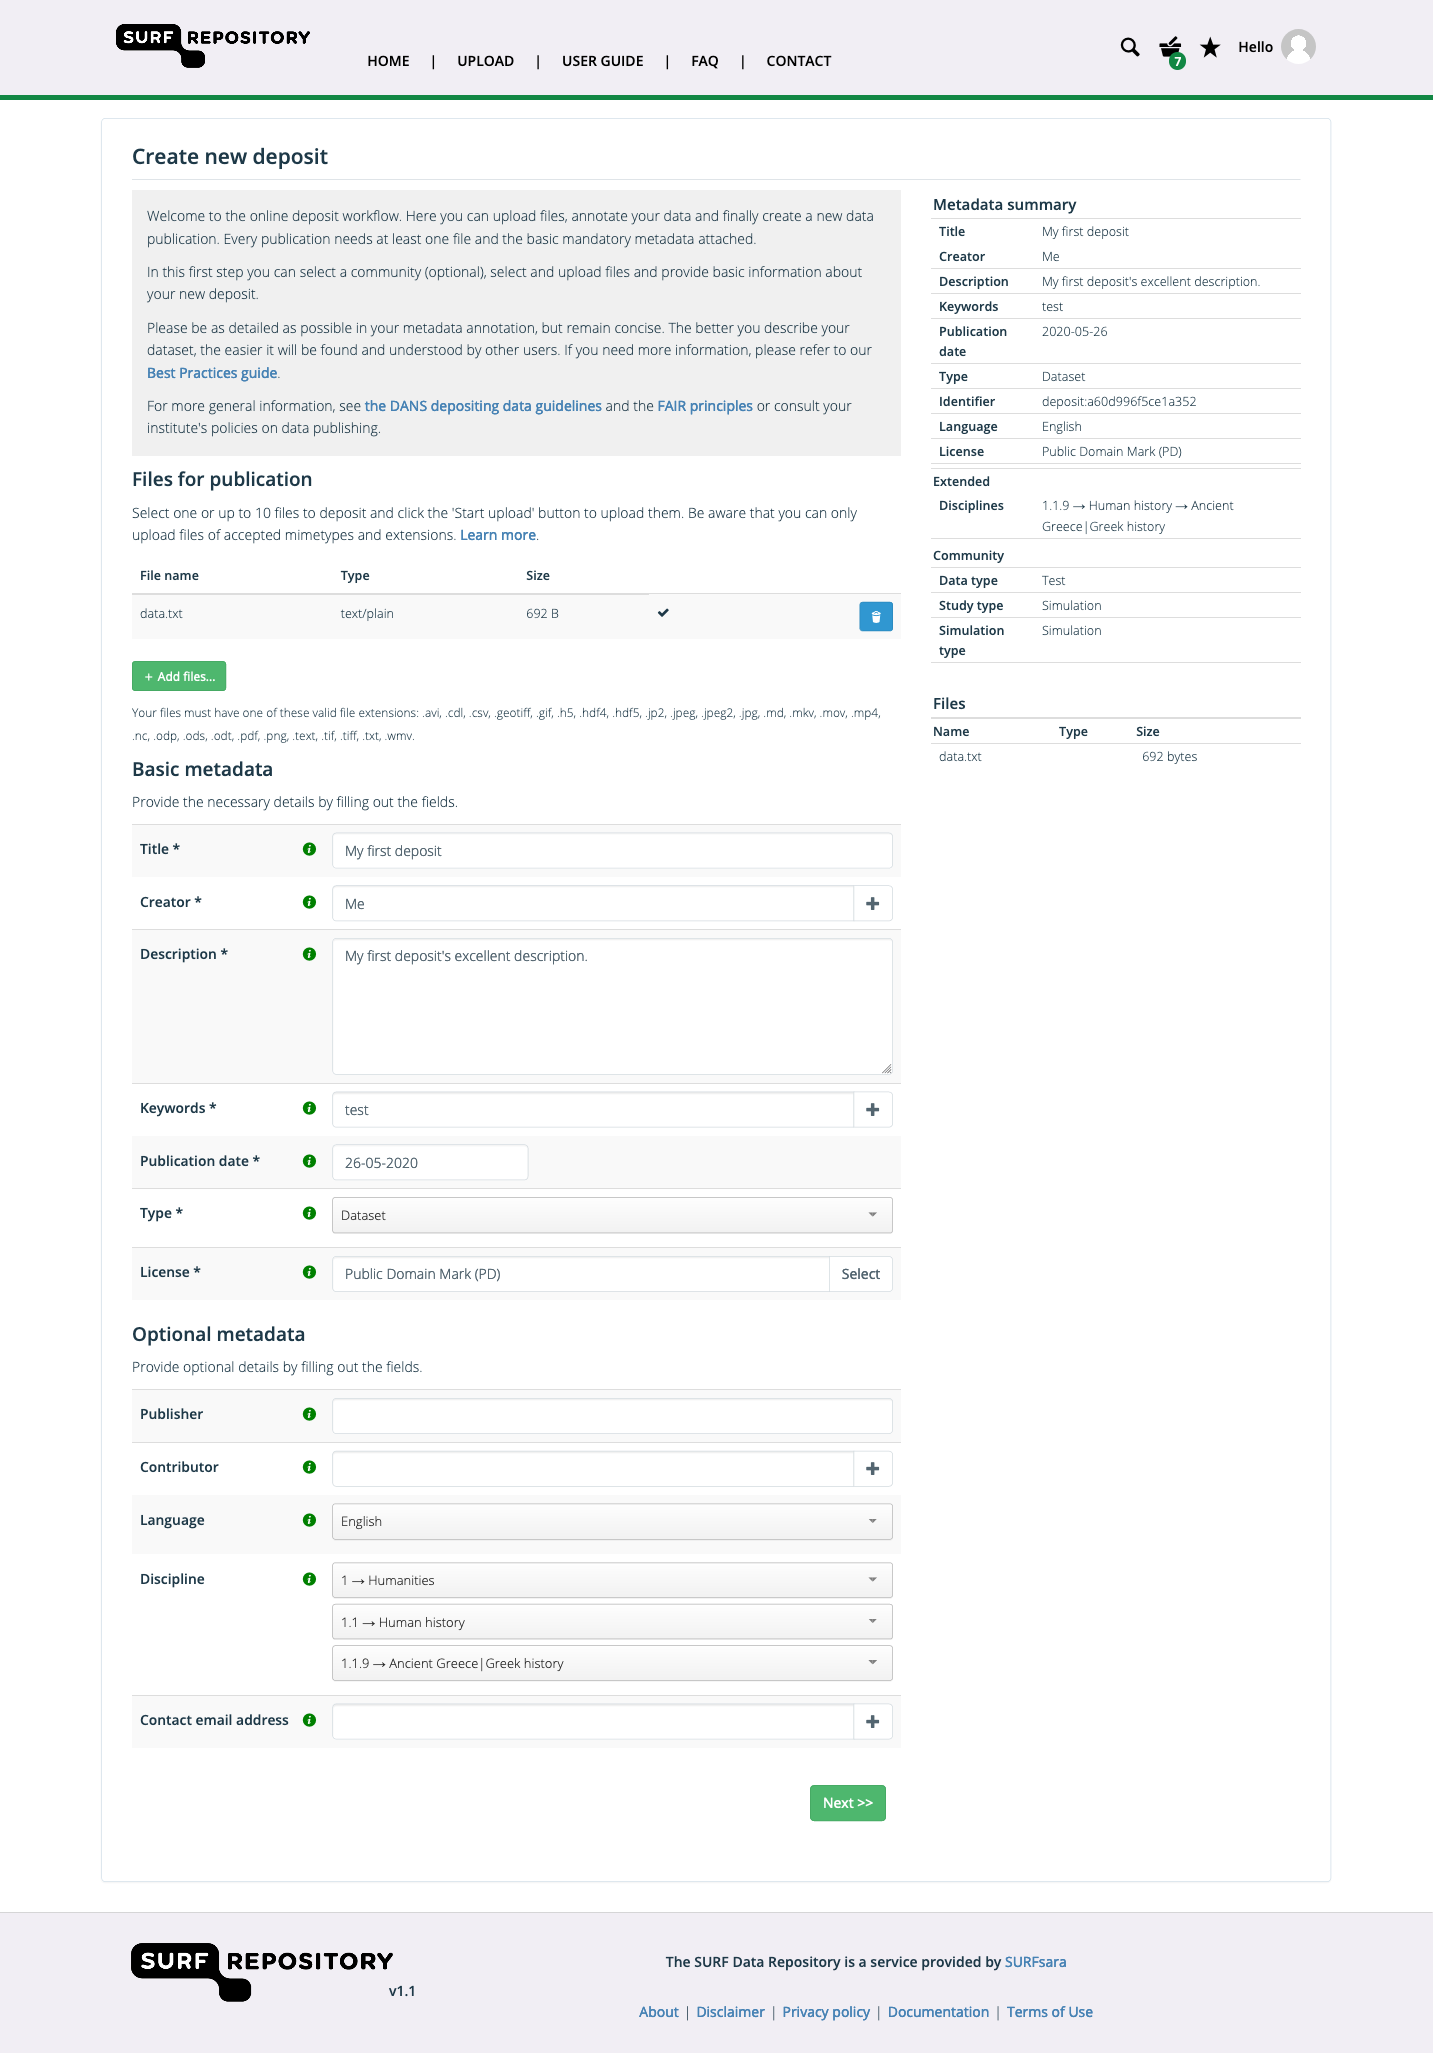 SURF REPOSITORY
HOME | UPLOAD | USER GUIDE | FAQ | CONTACT
7
Hello
Create new deposit
Welcome to the online deposit workflow. Here you can upload files, annotate your data and finally create a new data
publication. Every publication needs at least one file and the basic mandatory metadata attached.
In this first step you can select a community (optional), select and upload files and provide basic information about
your new deposit.
Please be as detailed as possible in your metadata annotation, but remain concise. The better you describe your
dataset, the easier it will be found and understood by other users. If you need more information, please refer to our
Best Practices guide.
For more general information, see the DANS depositing data guidelines and the FAIR principles or consult your
institute's policies on data publishing.
Files for publication
Select one or up to 10 files to deposit and click the 'Start upload' button to upload them. Be aware that you can only
upload files of accepted mimetypes and extensions. Learn more.
File name Type Size
data.txt text/plain 692 B
+ Add files...
Your files must have one of these valid file extensions: .avi, .cdl, .csv, .geotiff, .gif, .h5, .hdf4, .hdf5, .jp2, .jpeg, .jpeg2, .jpg, .md, .mkv, .mov, .mp4,
.nc, .odp, .ods, .odt, .pdf, .png, .text, .tif, .tiff, .txt, .wmv.
Basic metadata
Provide the necessary details by filling out the fields.
Title * My first deposit
Creator * Me
Description * My first deposit's excellent description.
Keywords * test
Publication date * 26-05-2020
Type * Dataset
License * Public Domain Mark (PD) Select
Optional metadata
Provide optional details by filling out the fields.
Publisher
Contributor
Language English
Discipline 1 → Humanities
1.1 → Human history
1.1.9 → Ancient Greece|Greek history
Contact email address
Next >>
Metadata summary
Title My first deposit
Creator Me
Description My first deposit's excellent description.
Keywords test
Publication 2020-05-26
date
Type Dataset
Identifier deposit:a60d996f5ce1a352
Language English
License Public Domain Mark (PD)
Extended
Disciplines 1.1.9 → Human history → Ancient
Greece|Greek history
Community
Data type Test
Study type Simulation
Simulation Simulation
type
Files
Name Type Size
data.txt 692 bytes
SURF REPOSITORY
v1.1
The SURF Data Repository is a service provided by SURFsara
About | Disclaimer | Privacy policy | Documentation | Terms of Use